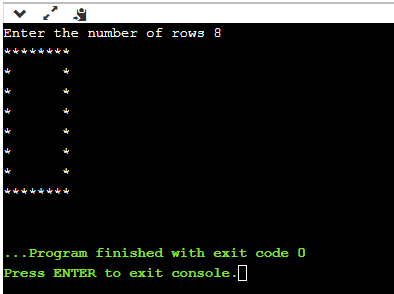 Enter the number of rows 8
********
*      *
*      *
*      *
*      *
*      *
*      *
********
...Program finished with exit code 0
Press ENTER to exit console.